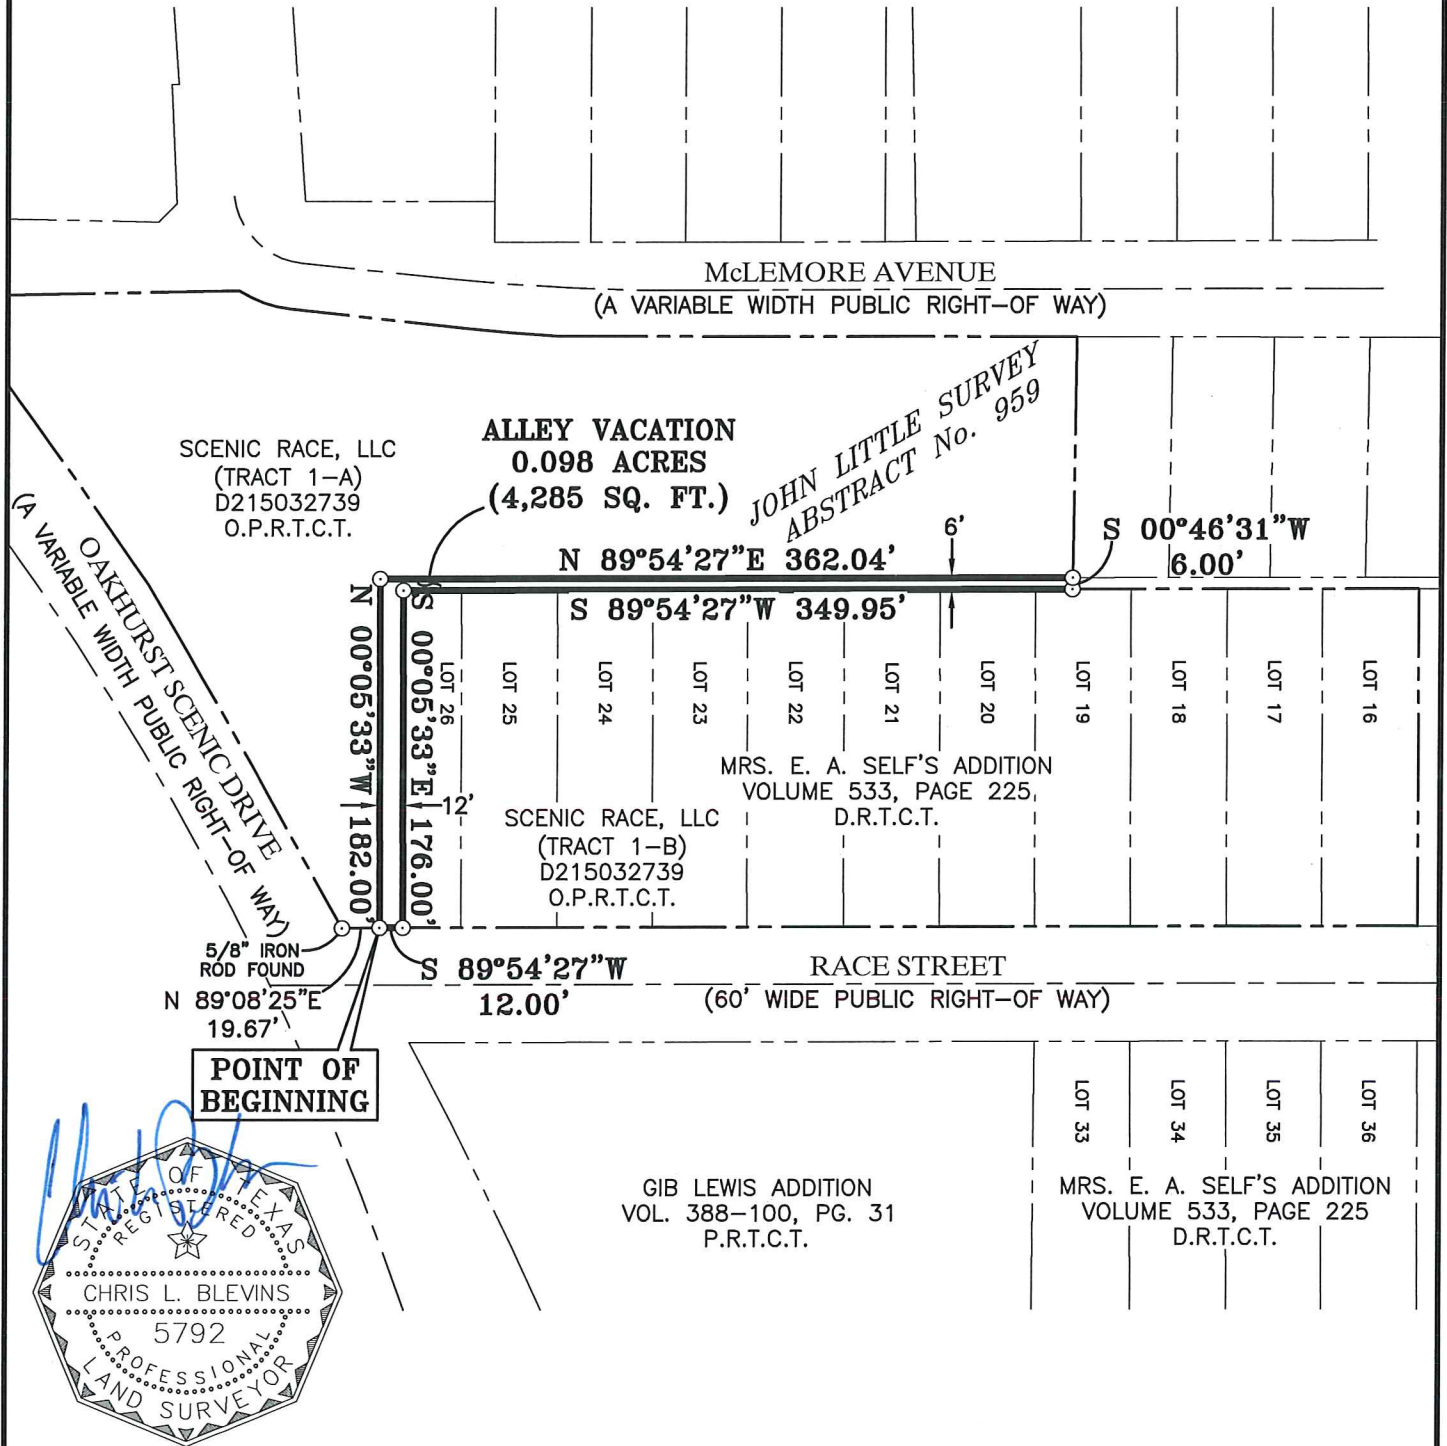 McLEMORE AVENUE
(A VARIABLE WIDTH PUBLIC RIGHT-OF WAY)
JOHN LITTLE SURVEY
ABSTRACT No. 959
SCENIC RACE, LLC
(TRACT 1-A)
D215032739
O.P.R.T.C.T.
ALLEY VACATION
0.098 ACRES
(4,285 SQ. FT.)
OAKHURST SCENIC DRIVE
(A VARIABLE WIDTH PUBLIC RIGHT-OF WAY)
N 89°54'27"E 362.04'
6'
S 00°46'31"W
6.00'
S 89°54'27"W 349.95'
N 00°05'33"W 182.00'
S 00°05'33"E 176.00'
12'
LOT 26
LOT 25
LOT 24
LOT 23
LOT 22
LOT 21
LOT 20
LOT 19
LOT 18
LOT 17
LOT 16
MRS. E. A. SELF'S ADDITION
VOLUME 533, PAGE 225
D.R.T.C.T.
SCENIC RACE, LLC
(TRACT 1-B)
D215032739
O.P.R.T.C.T.
5/8" IRON
ROD FOUND
N 89°08'25"E
19.67'
S 89°54'27"W
12.00'
RACE STREET
(60' WIDE PUBLIC RIGHT-OF WAY)
POINT OF
BEGINNING
LOT 33
LOT 34
LOT 35
LOT 36
GIB LEWIS ADDITION
VOL. 388-100, PG. 31
P.R.T.C.T.
MRS. E. A. SELF'S ADDITION
VOLUME 533, PAGE 225
D.R.T.C.T.
STATE OF TEXAS
REGISTERED
CHRIS L. BLEVINS
5792
PROFESSIONAL
LAND SURVEYOR